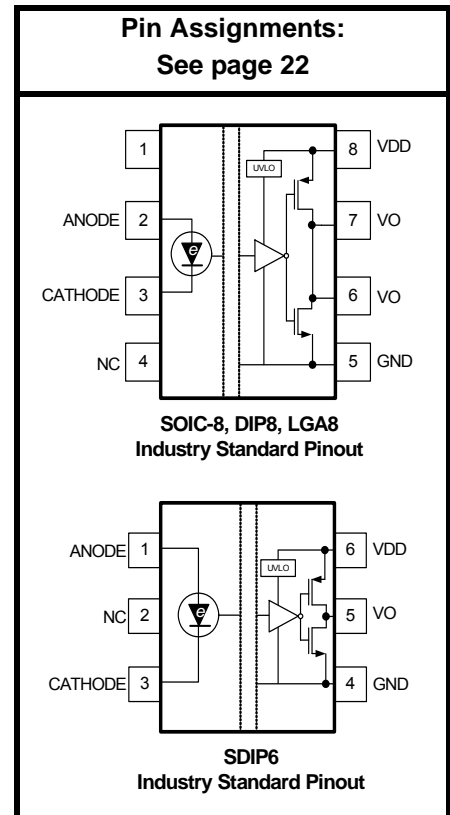 Pin Assignments:
See page 22
1
8 VDD
UVLO
ANODE 2
7 VO
e
CATHODE 3
6 VO
NC 4
5 GND
SOIC-8, DIP8, LGA8
Industry Standard Pinout
ANODE 1
6 VDD
UVLO
NC 2
e
5 VO
CATHODE 3
4 GND
SDIP6
Industry Standard Pinout